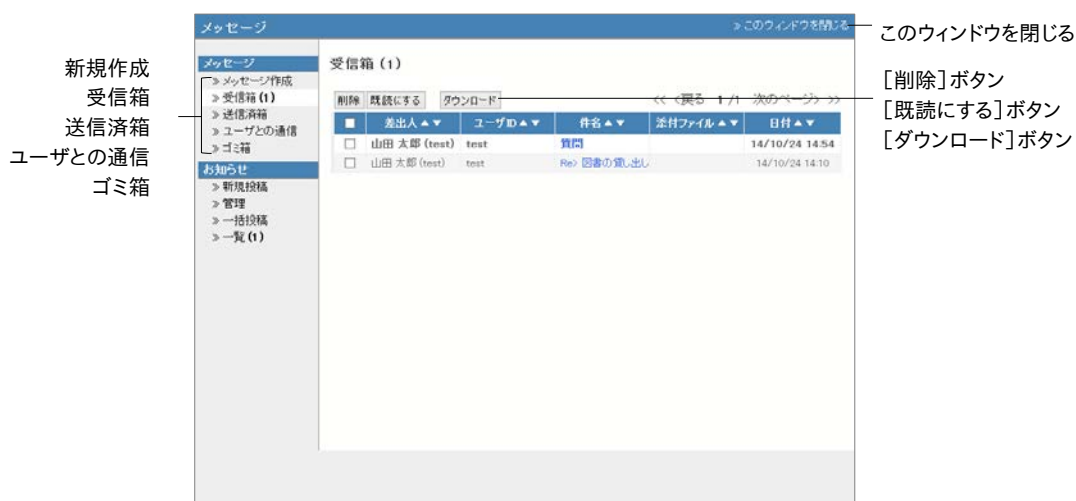 メッセージ
» このウィンドウを閉じる
このウィンドウを閉じる
新規作成
受信箱
送信済箱
ユーザとの通信
ゴミ箱
メッセージ
» メッセージ作成
» 受信箱 (1)
» 送信済箱
» ユーザとの通信
» ゴミ箱
お知らせ
» 新規投稿
» 管理
» 一括投稿
» 一覧 (1)
受信箱 (1)
削除 既読にする ダウンロード << <戻る 1 /1 次のページ> >>
差出人▲▼ ユーザID▲▼ 件名▲▼ 添付ファイル▲▼ 日付▲▼
山田 太郎 (test) test 質問 14/10/24 14:54
山田 太郎 (test) test Re> 図書の貸し出し 14/10/24 14:10
[削除]ボタン
[既読にする]ボタン
[ダウンロード]ボタン